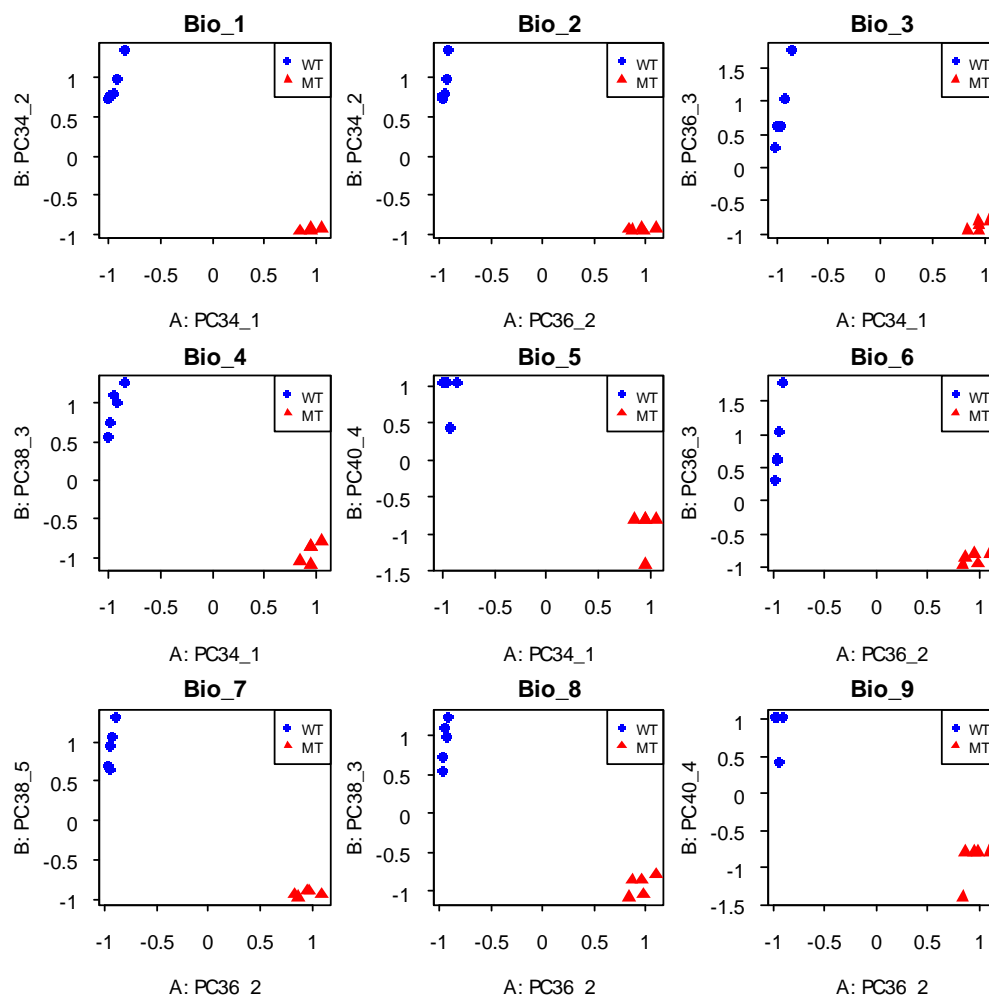 Bio_1
WT
MT
B: PC34_2
1
0.5
0
-0.5
-1
-1 -0.5 0 0.5 1
A: PC34_1
Bio_2
WT
MT
B: PC34_2
1
0.5
0
-0.5
-1
-1 -0.5 0 0.5 1
A: PC36_2
Bio_3
WT
MT
B: PC36_3
1.5
1
0.5
0
-0.5
-1
-1 -0.5 0 0.5 1
A: PC34_1
Bio_4
WT
MT
B: PC38_3
1
0.5
0
-0.5
-1
-1 -0.5 0 0.5 1
A: PC34_1
Bio_5
WT
MT
B: PC40_4
1
0.5
0
-0.5
-1
-1.5
-1 -0.5 0 0.5 1
A: PC34_1
Bio_6
WT
MT
B: PC36_3
1.5
1
0.5
0
-0.5
-1
-1 -0.5 0 0.5 1
A: PC36_2
Bio_7
WT
MT
B: PC38_5
1
0.5
0
-0.5
-1
-1 -0.5 0 0.5 1
A: PC36_2
Bio_8
WT
MT
B: PC38_3
1
0.5
0
-0.5
-1
-1 -0.5 0 0.5 1
A: PC36_2
Bio_9
WT
MT
B: PC40_4
1
0.5
0
-0.5
-1
-1.5
-1 -0.5 0 0.5 1
A: PC36_2